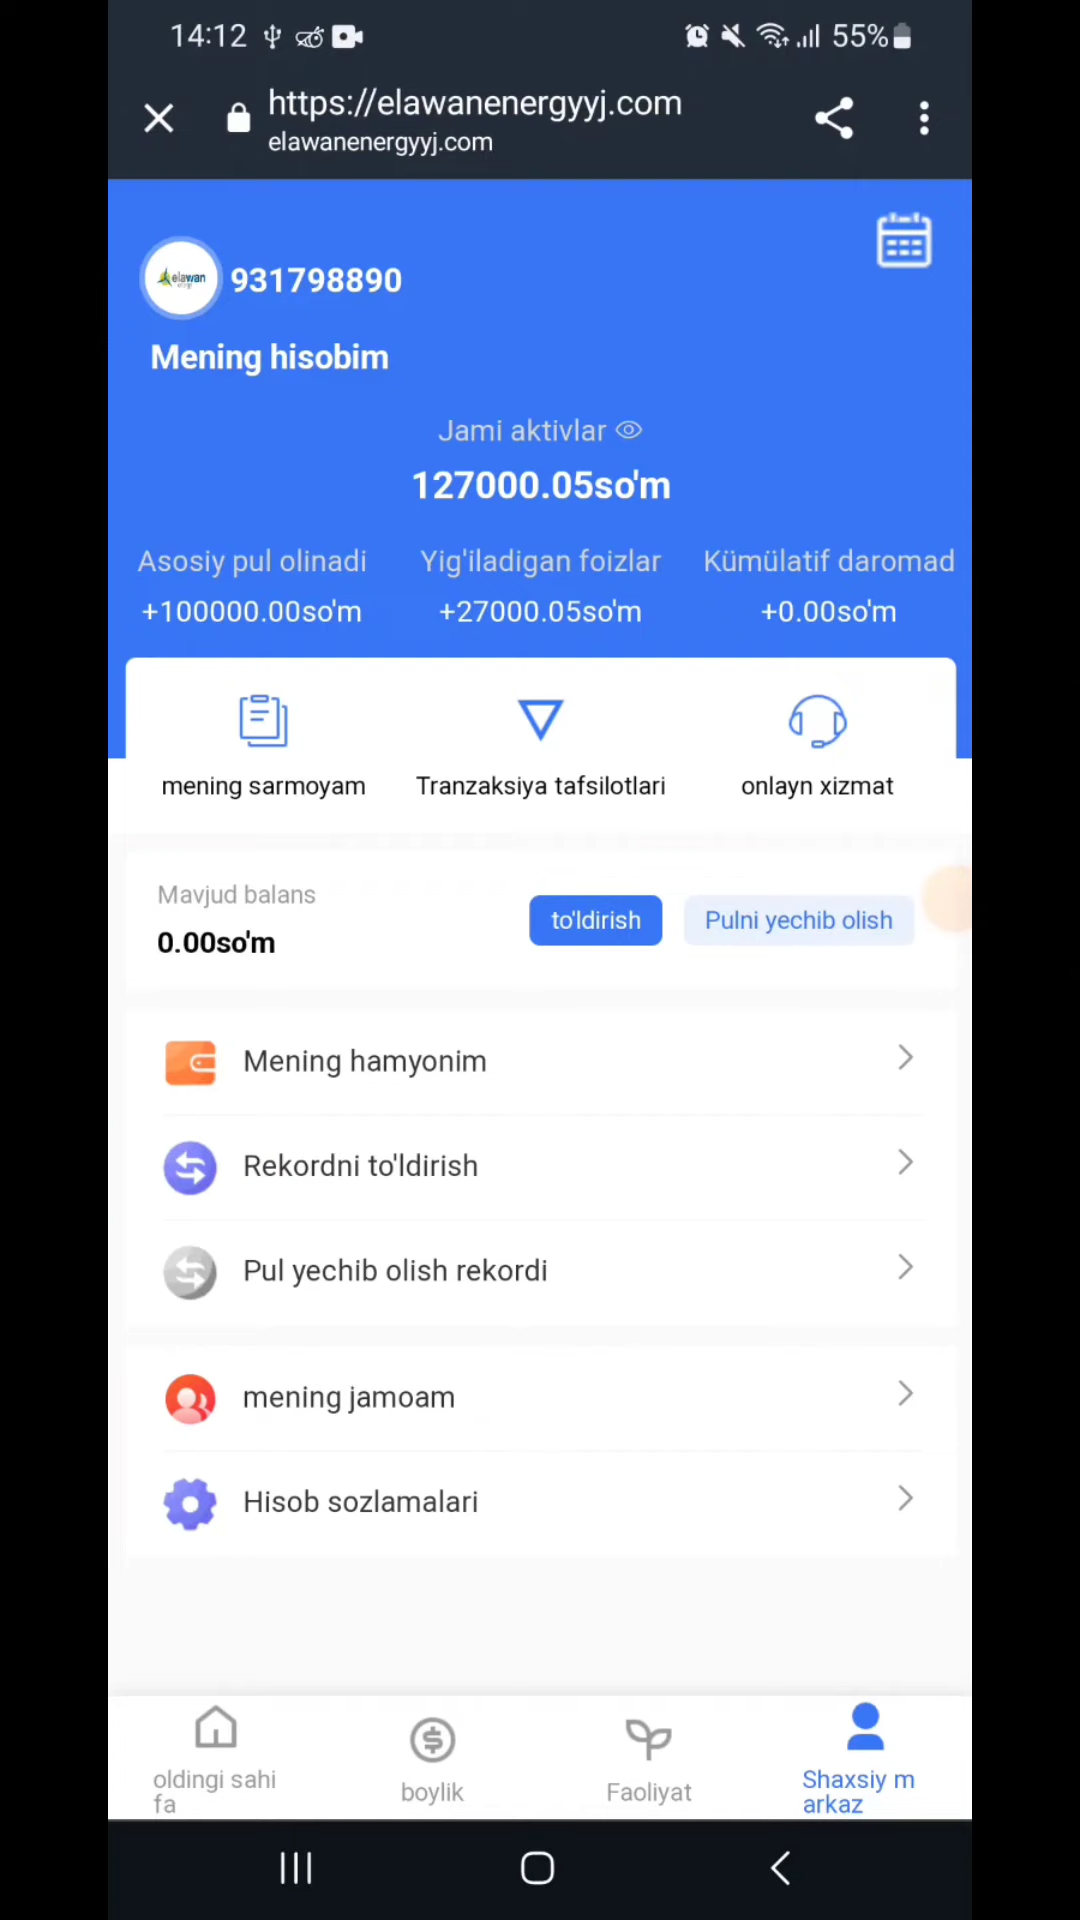 14:12
55%
https://elawanenergyyj.com
elawanenergyyj.com
elawan
931798890
Mening hisobim
Jami aktivlar
127000.05so'm
Asosiy pul olinadi Yig'iladigan foizlar Kümülatif daromad
+100000.00so'm +27000.05so'm +0.00so'm
mening sarmoyam Tranzaksiya tafsilotlari onlayn xizmat
Mavjud balans
0.00so'm
to'ldirish Pulni yechib olish
Mening hamyonim
Rekordni to'ldirish
Pul yechib olish rekordi
mening jamoam
Hisob sozlamalari
oldingi sahi
fa
boylik
Faoliyat
Shaxsiy m
arkaz